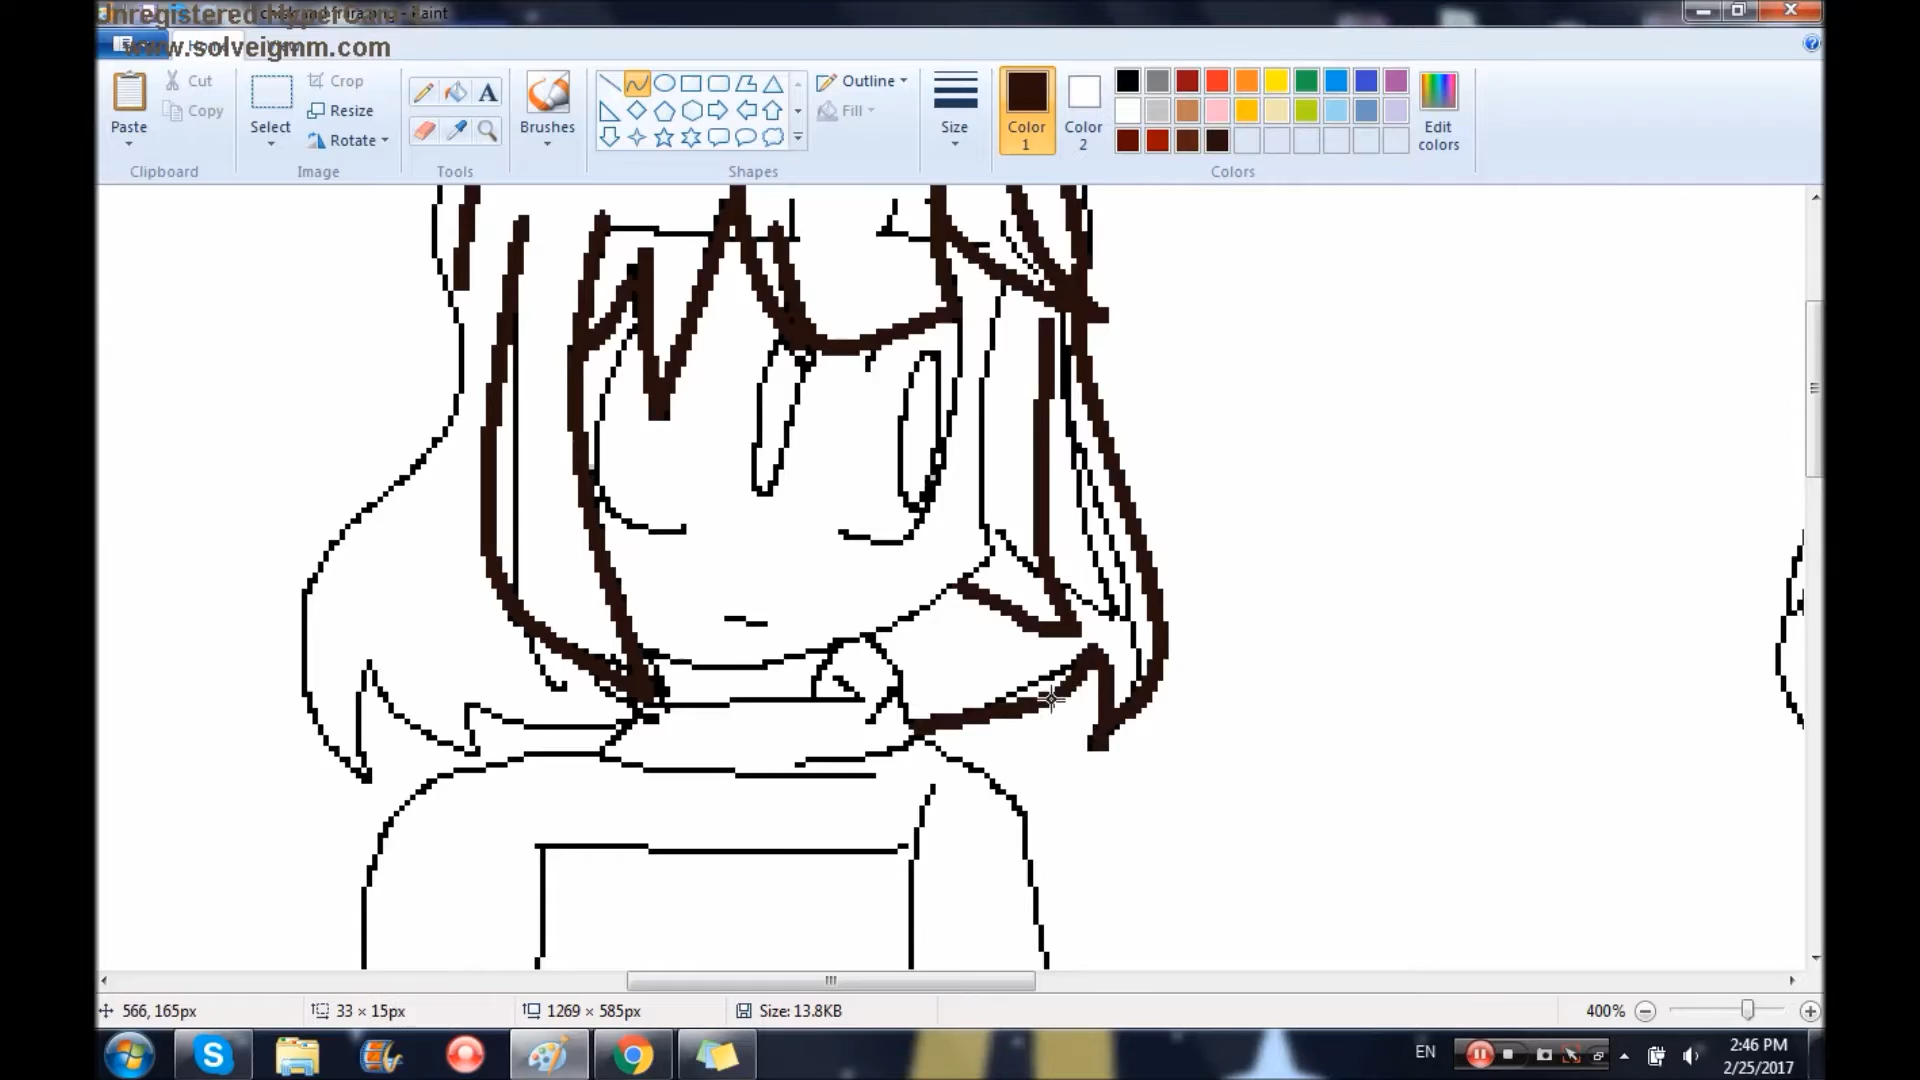 Unregistered
- Paint
www.solveigmm.com
Paste
Cut
Copy
Clipboard
Select
Crop
Resize
Rotate
Image
A
Tools
Brushes
Shapes
Outline
Fill
Size
Color 1
Color 2
Edit colors
Colors
566, 165px
33 × 15px
1269 × 585px
Size: 13.8KB
400%
EN
2:46 PM
2/25/2017